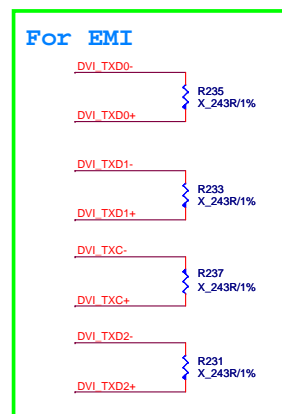 For EMI
DVI_TXD0-
R235
X_243R/1%
DVI_TXD0+
DVI_TXD1-
R233
X_243R/1%
DVI_TXD1+
DVI_TXC-
R237
X_243R/1%
DVI_TXC+
DVI_TXD2-
R231
X_243R/1%
DVI_TXD2+